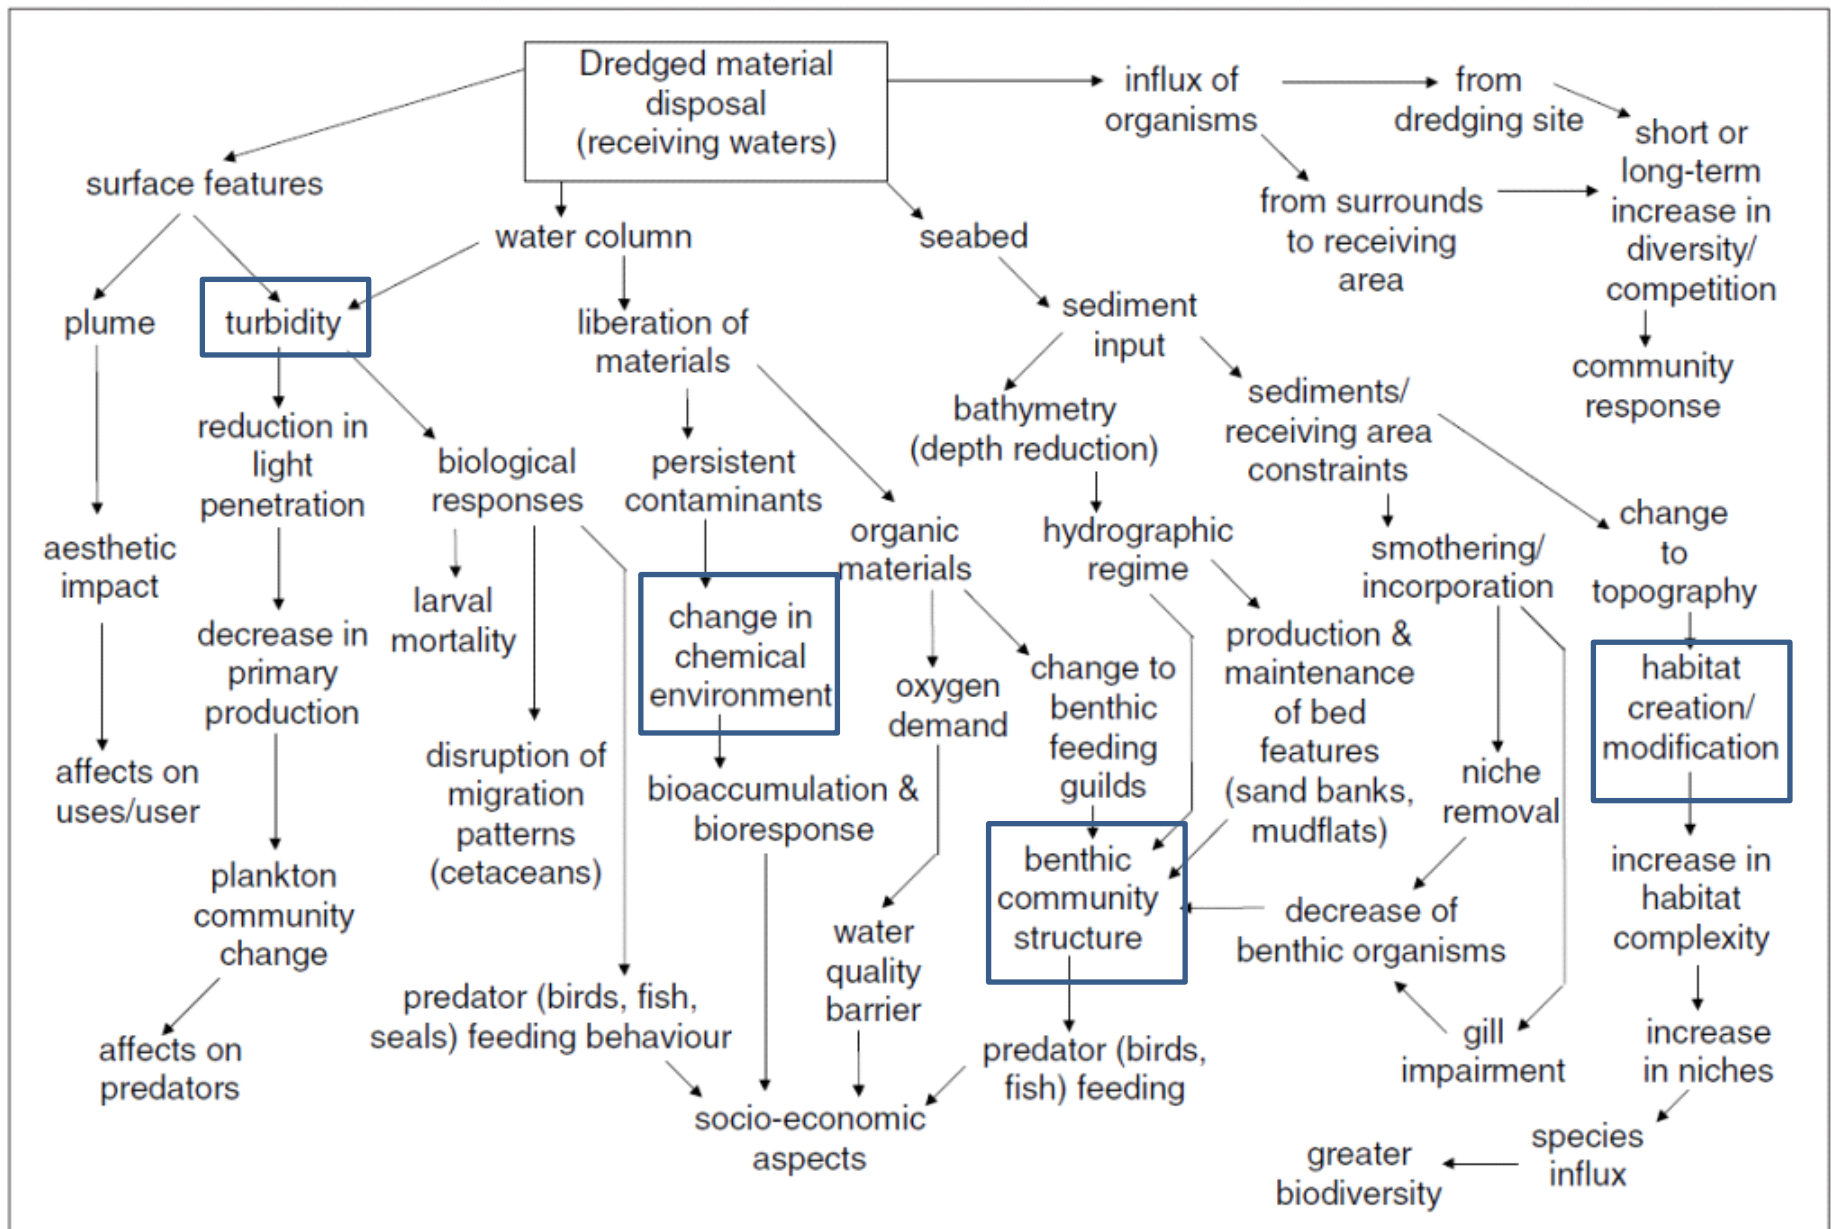 Dredged material
disposal
(receiving waters)
influx of
organisms
from
dredging site
short or
long-term
increase in
diversity/
competition
from surrounds
to receiving
area
community
response
surface features
water column
seabed
plume
turbidity
liberation of
materials
sediment
input
reduction in
light
penetration
biological
responses
persistent
contaminants
bathymetry
(depth reduction)
sediments/
receiving area
constraints
aesthetic
impact
larval
mortality
change in
chemical
environment
organic
materials
hydrographic
regime
smothering/
incorporation
change
to
topography
decrease in
primary
production
oxygen
demand
change to
benthic
feeding
guilds
production &
maintenance
of bed
features
(sand banks,
mudflats)
niche
removal
habitat
creation/
modification
affects on
uses/user
disruption of
migration
patterns
(cetaceans)
bioaccumulation &
bioresponse
plankton
community
change
water
quality
barrier
benthic
community
structure
decrease of
benthic organisms
increase in
habitat
complexity
predator (birds, fish,
seals) feeding behaviour
affects on
predators
predator (birds,
fish) feeding
gill
impairment
increase
in niches
socio-economic
aspects
species
influx
greater
biodiversity